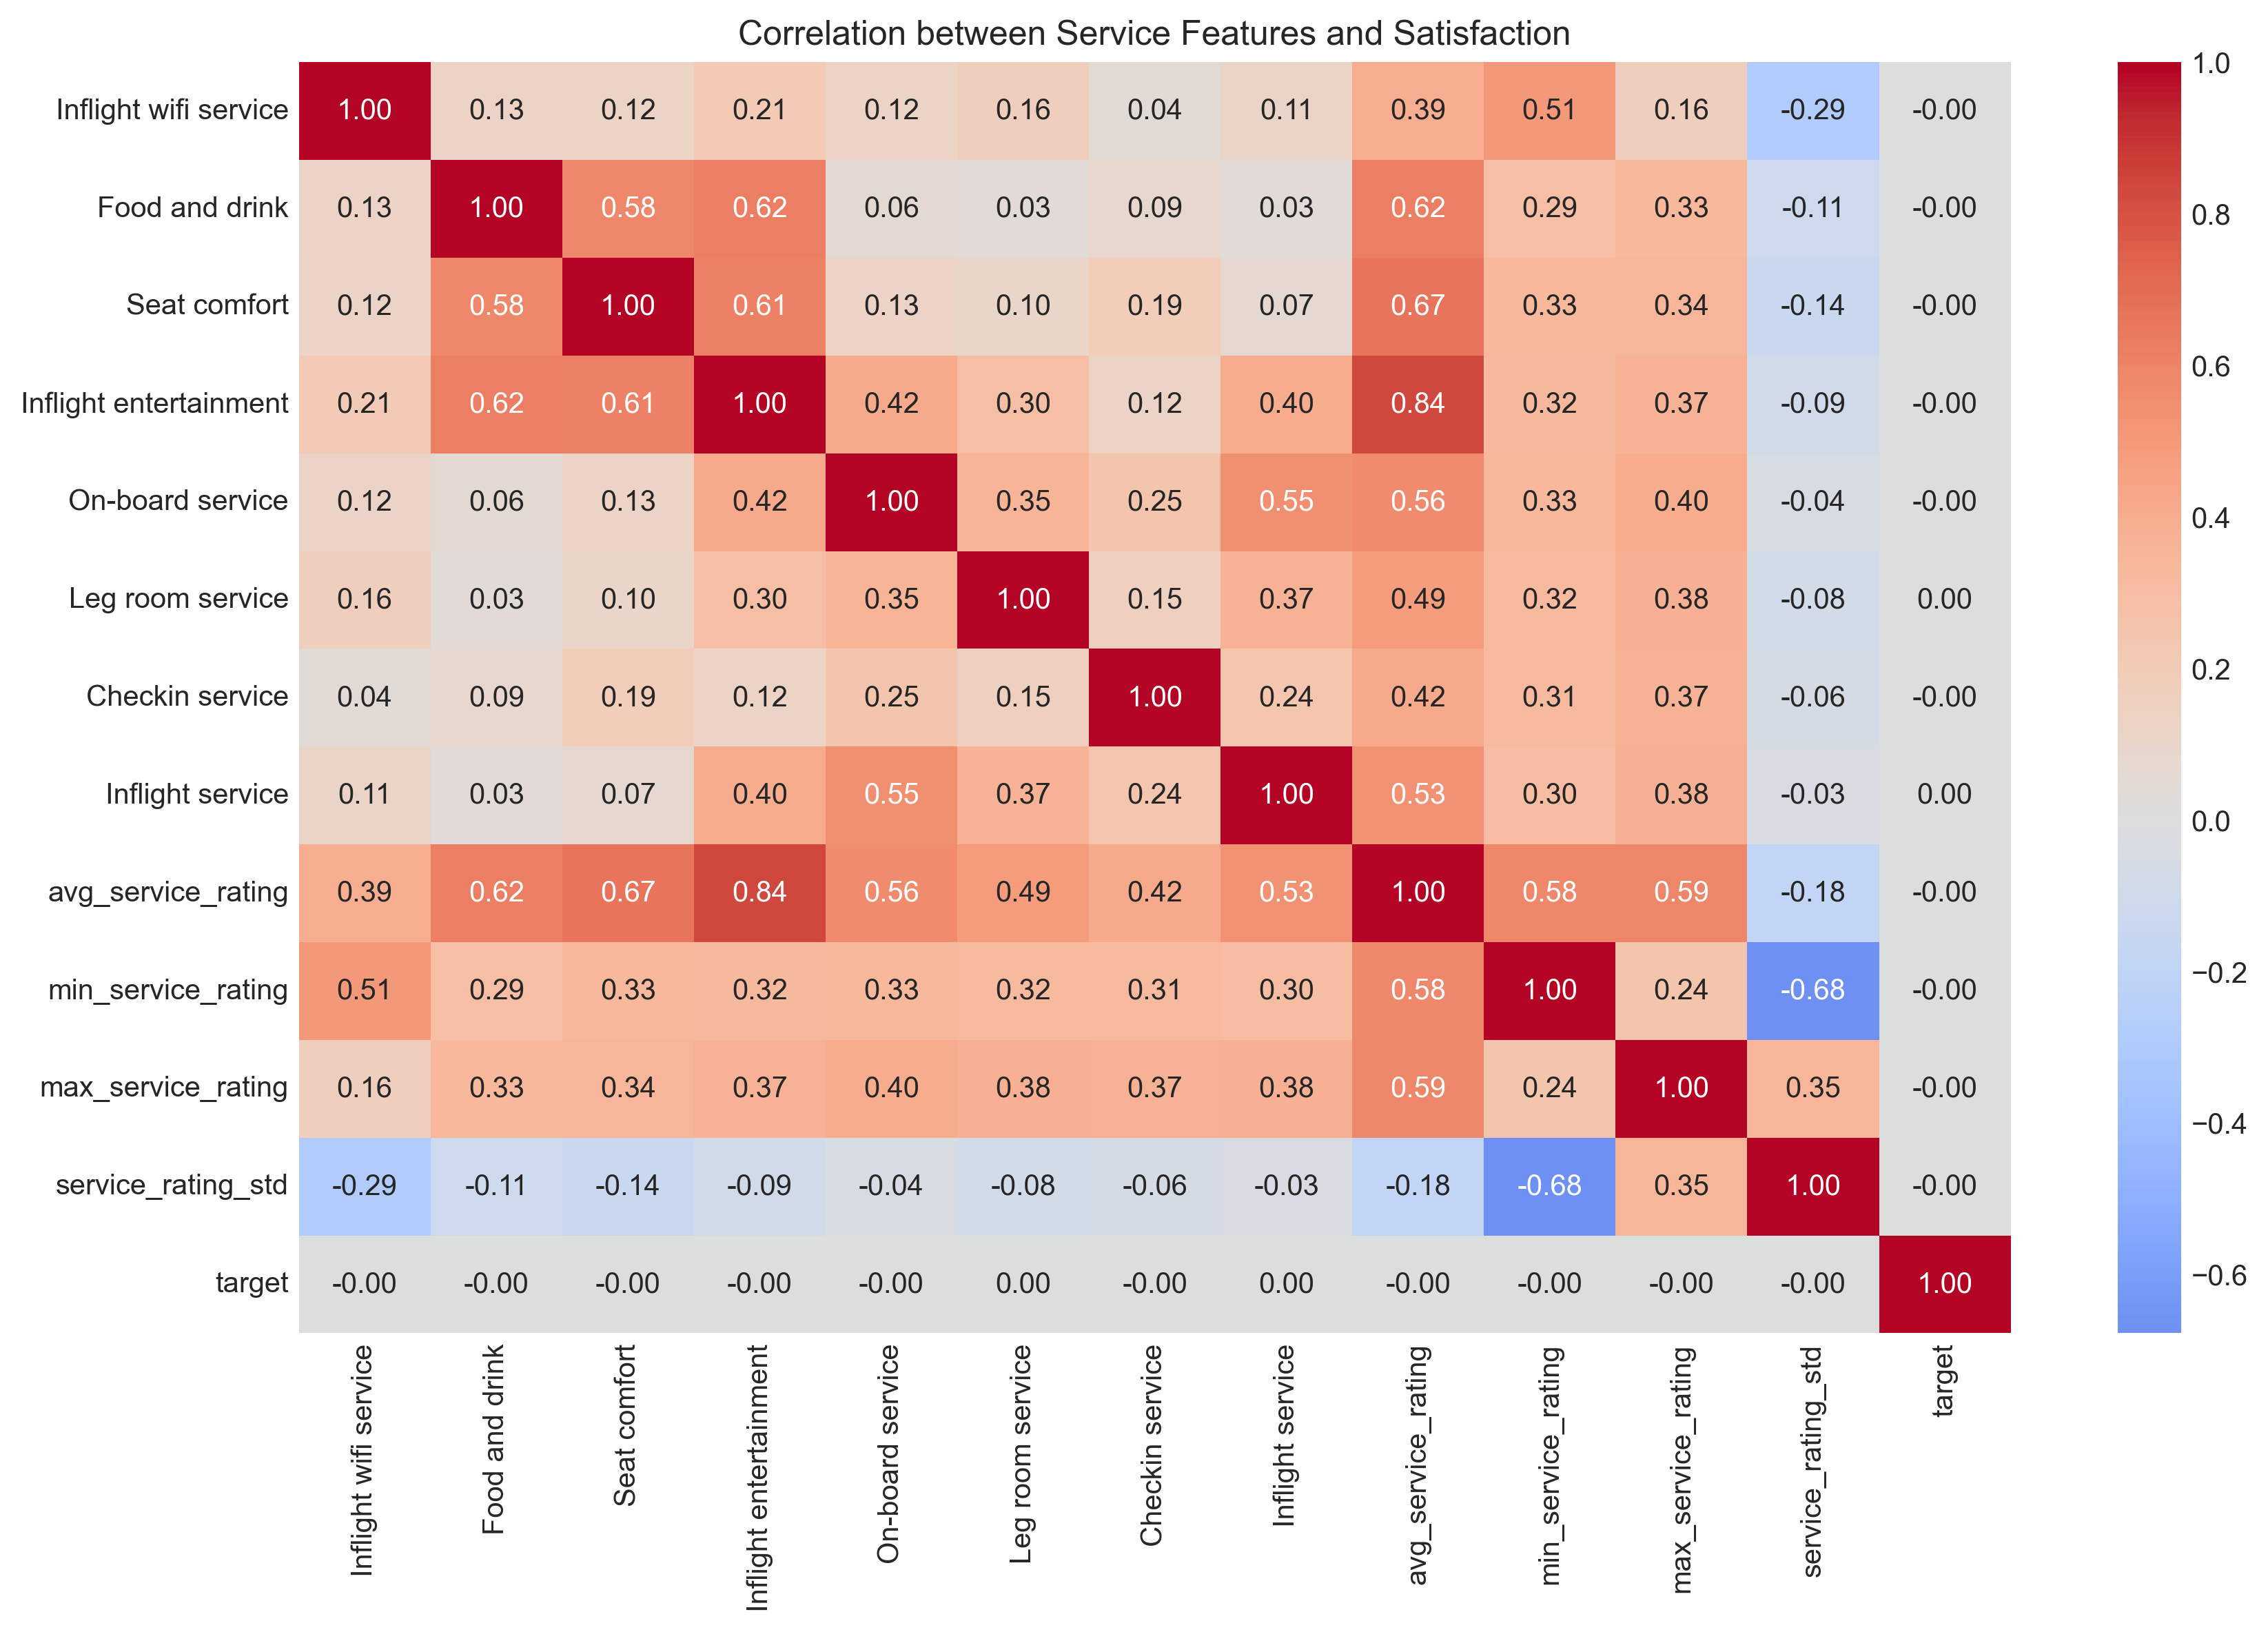 Correlation between Service Features and Satisfaction
Inflight wifi service 1.00 0.13 0.12 0.21 0.12 0.16 0.04 0.11 0.39 0.51 0.16 -0.29 -0.00
Food and drink 0.13 1.00 0.58 0.62 0.06 0.03 0.09 0.03 0.62 0.29 0.33 -0.11 -0.00
Seat comfort 0.12 0.58 1.00 0.61 0.13 0.10 0.19 0.07 0.67 0.33 0.34 -0.14 -0.00
Inflight entertainment 0.21 0.62 0.61 1.00 0.42 0.30 0.12 0.40 0.84 0.32 0.37 -0.09 -0.00
On-board service 0.12 0.06 0.13 0.42 1.00 0.35 0.25 0.55 0.56 0.33 0.40 -0.04 -0.00
Leg room service 0.16 0.03 0.10 0.30 0.35 1.00 0.15 0.37 0.49 0.32 0.38 -0.08 0.00
Checkin service 0.04 0.09 0.19 0.12 0.25 0.15 1.00 0.24 0.42 0.31 0.37 -0.06 -0.00
Inflight service 0.11 0.03 0.07 0.40 0.55 0.37 0.24 1.00 0.53 0.30 0.38 -0.03 0.00
avg_service_rating 0.39 0.62 0.67 0.84 0.56 0.49 0.42 0.53 1.00 0.58 0.59 -0.18 -0.00
min_service_rating 0.51 0.29 0.33 0.32 0.33 0.32 0.31 0.30 0.58 1.00 0.24 -0.68 -0.00
max_service_rating 0.16 0.33 0.34 0.37 0.40 0.38 0.37 0.38 0.59 0.24 1.00 0.35 -0.00
service_rating_std -0.29 -0.11 -0.14 -0.09 -0.04 -0.08 -0.06 -0.03 -0.18 -0.68 0.35 1.00 -0.00
target -0.00 -0.00 -0.00 -0.00 -0.00 0.00 -0.00 0.00 -0.00 -0.00 -0.00 -0.00 1.00
Inflight wifi service
Food and drink
Seat comfort
Inflight entertainment
On-board service
Leg room service
Checkin service
Inflight service
avg_service_rating
min_service_rating
max_service_rating
service_rating_std
target
1.0
0.8
0.6
0.4
0.2
0.0
−0.2
−0.4
−0.6